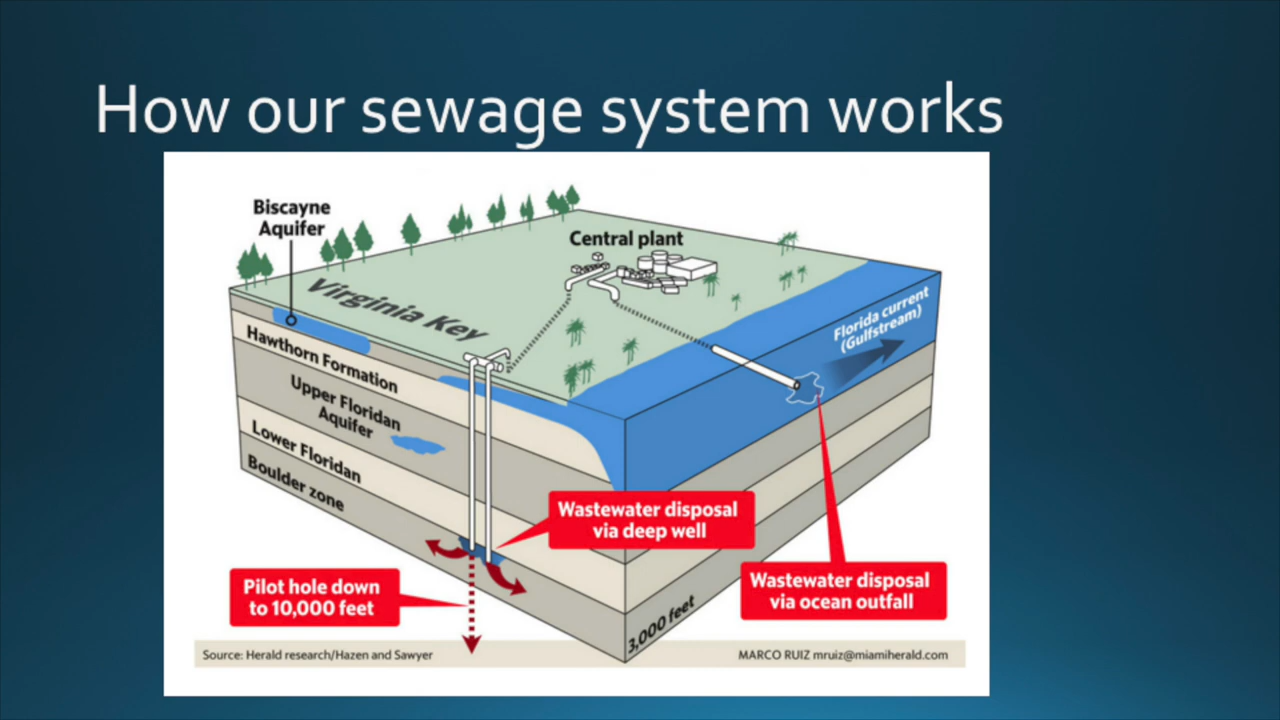 How our sewage system works
Biscayne
Aquifer
Central plant
Virginia Key
Florida current
(Gulfstream)
Hawthorn Formation
Upper Floridan
Aquifer
Lower Floridan
Boulder zone
Wastewater disposal
via deep well
Pilot hole down
to 10,000 feet
Wastewater disposal
via ocean outfall
3,000 feet
Source: Herald research/Hazen and Sawyer
MARCO RUIZ mruiz@miamiherald.com